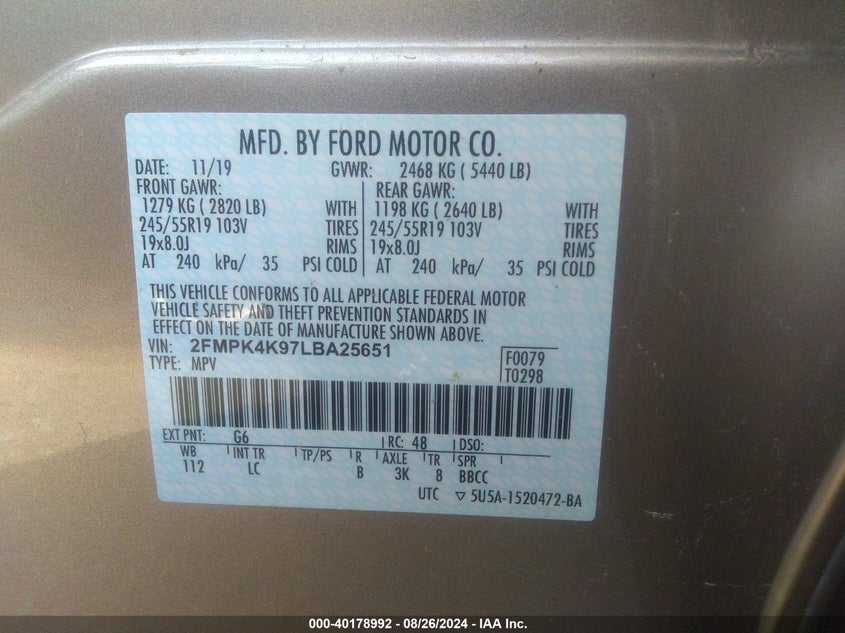 MFD. BY FORD MOTOR CO.
DATE: 11/19 GVWR: 2468 KG ( 5440 LB)
FRONT GAWR: REAR GAWR:
1279 KG ( 2820 LB) WITH 1198 KG ( 2640 LB) WITH
245/55R19 103V TIRES 245/55R19 103V TIRES
19x8.0J RIMS 19x8.0J RIMS
AT 240 kPa/ 35 PSI COLD AT 240 kPa/ 35 PSI COLD
THIS VEHICLE CONFORMS TO ALL APPLICABLE FEDERAL MOTOR
VEHICLE SAFETY AND THEFT PREVENTION STANDARDS IN
EFFECT ON THE DATE OF MANUFACTURE SHOWN ABOVE.
VIN: 2FMPK4K97LBA25651 F0079
TYPE: MPV T0298
EXT PNT: G6 RC: 48 DSO:
WB INT TR TP/PS R AXLE TR SPR
112 LC B 3K 8 BBCC
UTC ▽ 5U5A-1520472-BA
000-40178992 - 08/26/2024 - IAA Inc.